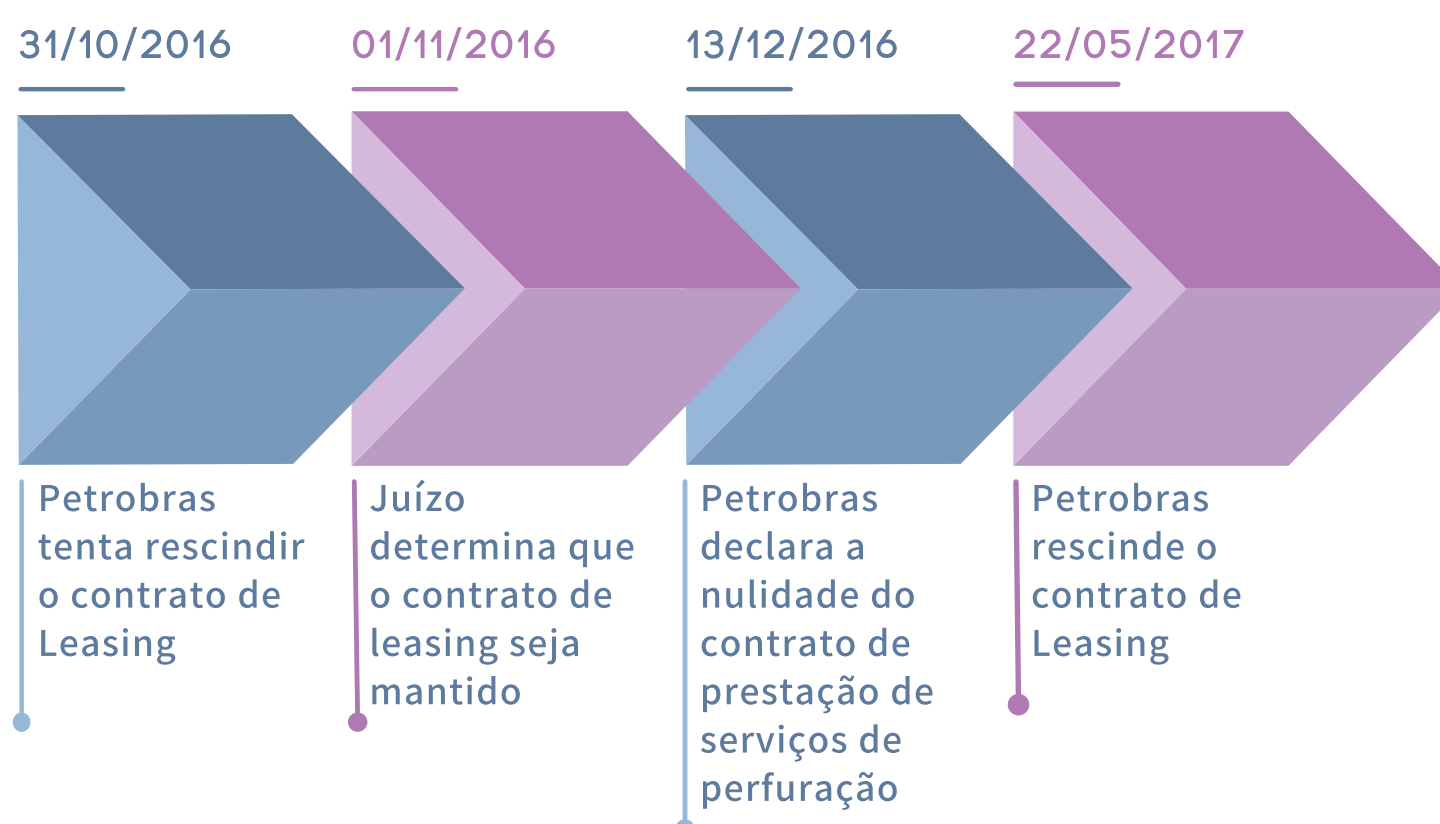 31/10/2016
Petrobras
tenta rescindir
o contrato de
Leasing
01/11/2016
Juízo
determina que
o contrato de
leasing seja
mantido
13/12/2016
Petrobras
declara a
nulidade do
contrato de
prestação de
serviços de
perfuração
22/05/2017
Petrobras
rescinde o
contrato de
Leasing